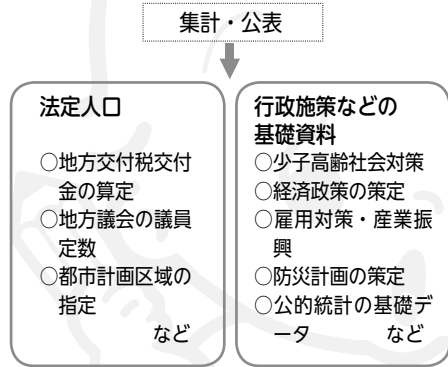 集計・公表
法定人口
○地方交付税交付
金の算定
○地方議会の議員
定数
○都市計画区域の
指定
など
行政施策などの
基礎資料
○少子高齢社会対策
○経済政策の策定
○雇用対策・産業振
興
○防災計画の策定
○公的統計の基礎デ
ータ など